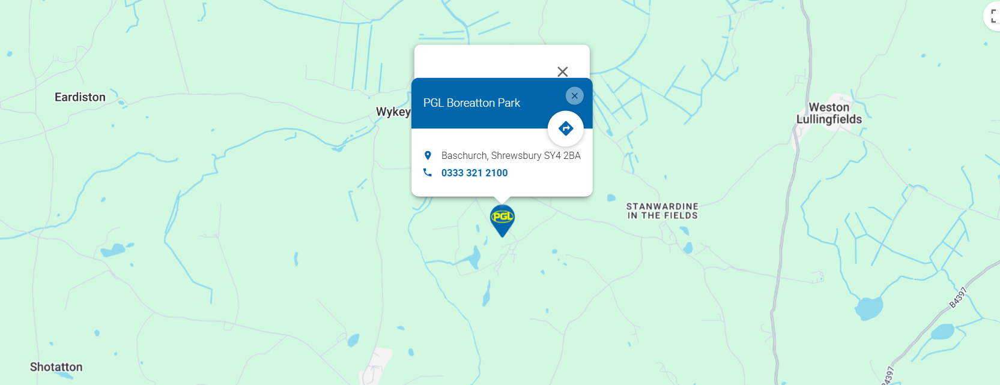 Eardiston
Wykey
PGL Boreatton Park
Baschurch, Shrewsbury SY4 2BA
0333 321 2100
PGL
Weston
Lullingfields
STANWARDINE
IN THE FIELDS
B4397
Shotatton
4397